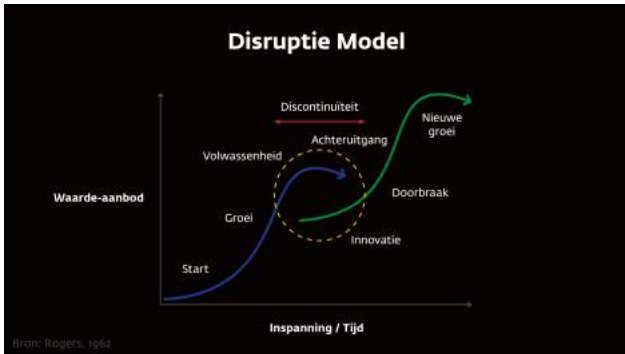 Disruptie Model
Discontinuïteit
Achteruitgang
Nieuwe
groei
Volwassenheid
Waarde-aanbod
Doorbraak
Groei
Innovatie
Start
Inspanning / Tijd
Bron: Rogers, 1962